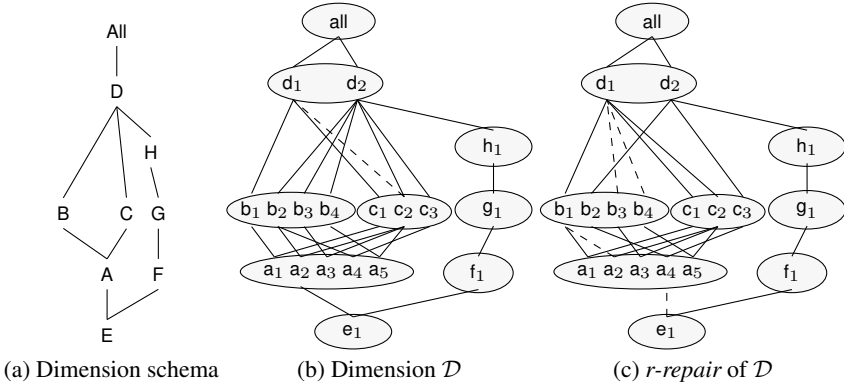 All
D
H
B C G
A F
E
(a) Dimension schema
all
d1 d2
h1
b1 b2 b3 b4 c1 c2 c3 g1
a1 a2 a3 a4 a5 f1
e1
(b) Dimension 𝒟
all
d1 d2
h1
b1 b2 b3 b4 c1 c2 c3 g1
a1 a2 a3 a4 a5 f1
e1
(c) r-repair of 𝒟